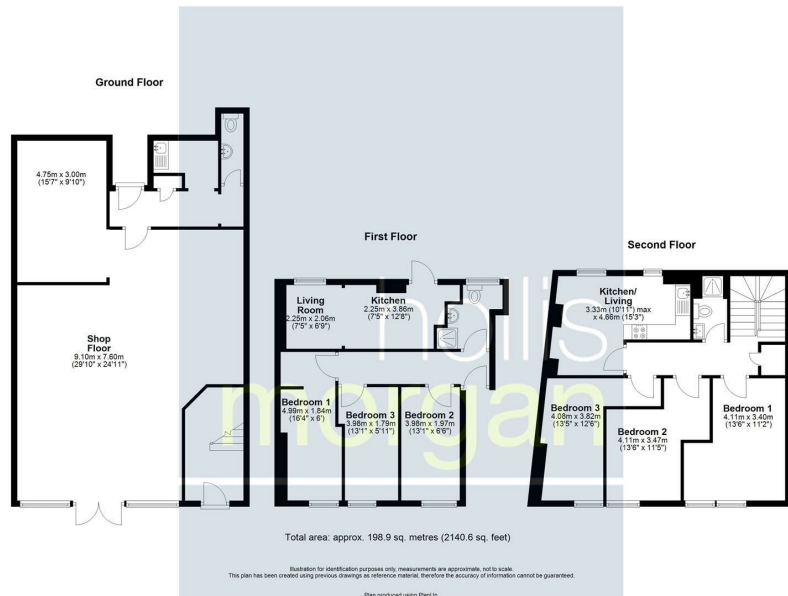 Ground Floor
4.75m x 3.00m
(15'7" x 9'10")
Shop
Floor
9.10m x 7.60m
(29'10" x 24'11")
First Floor
Living
Room
2.25m x 2.06m
(7'5" x 6'9")
Kitchen
2.25m x 3.86m
(7'5" x 12'8")
Bedroom 1
4.99m x 1.84m
(16'4" x 6')
Bedroom 3
3.98m x 1.79m
(13'1" x 5'11")
Bedroom 2
3.98m x 1.97m
(13'1" x 6'6")
Second Floor
Kitchen/
Living
3.33m (10'11") max
x 4.66m (15'3")
Bedroom 3
4.08m x 3.82m
(13'5" x 12'6")
Bedroom 2
4.11m x 3.47m
(13'6" x 11'5")
Bedroom 1
4.11m x 3.40m
(13'6" x 11'2")
hollis
morgan
Total area: approx. 198.9 sq. metres (2140.6 sq. feet)
Illustration for identification purposes only, measurements are approximate, not to scale.
This plan has been created using previous drawings as reference material, therefore the accuracy of information cannot be guaranteed.
Plan produced using PlanUp.